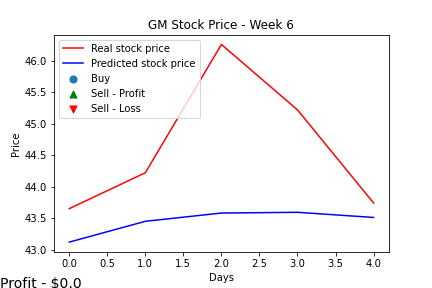 GM Stock Price - Week 6
Real stock price
Predicted stock price
Buy
Sell - Profit
Sell - Loss
Price
46.0
45.5
45.0
44.5
44.0
43.5
43.0
0.0 0.5 1.0 1.5 2.0 2.5 3.0 3.5 4.0
Days
Profit - $0.0